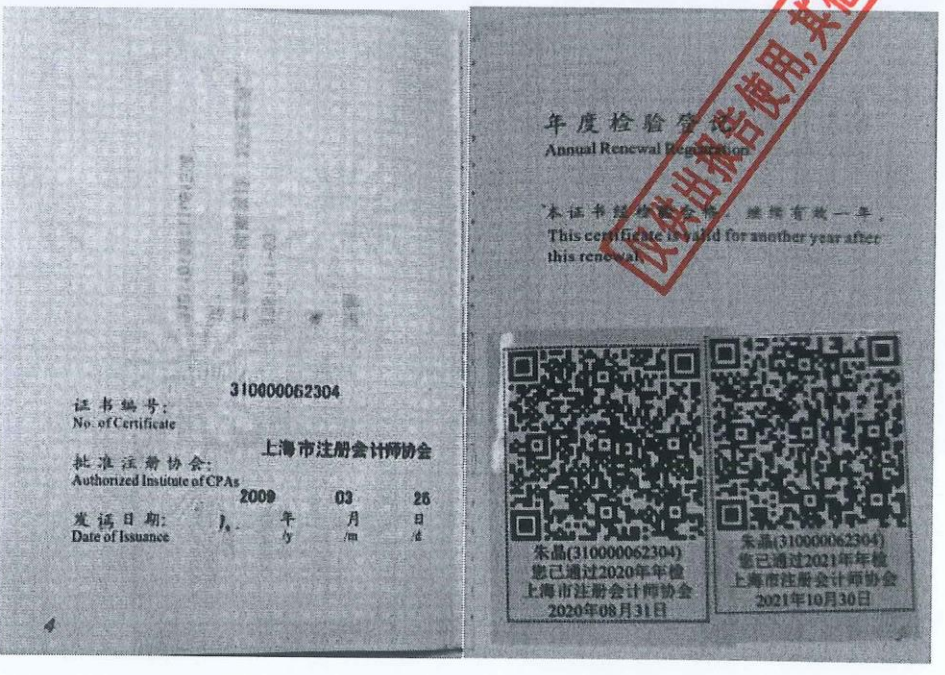 310000062304
证书编号:
No. of Certificate
上海市注册会计师协会
批准注册协会:
Authorized Institute of CPAs
2009 03 26
发证日期: 年 月 日
Date of Issuance /y /m /d
4
年度检验登记
Annual Renewal Registration
本证书经检验合格,继续有效一年。
This certificate is valid for another year after
this renewal.
仅供出报告使用,其他
朱晶(310000062304)
您已通过2020年年检
上海市注册会计师协会
2020年08月31日
朱晶(310000062304)
您已通过2021年年检
上海市注册会计师协会
2021年10月30日